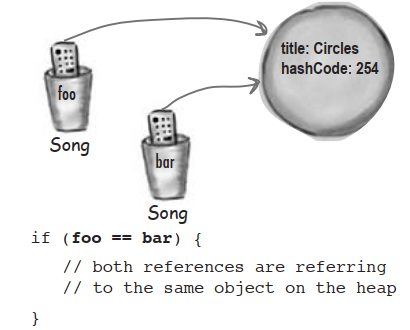 title: Circles
hashCode: 254
foo
Song
bar
Song
if (foo == bar) {
// both references are referring
// to the same object on the heap
}